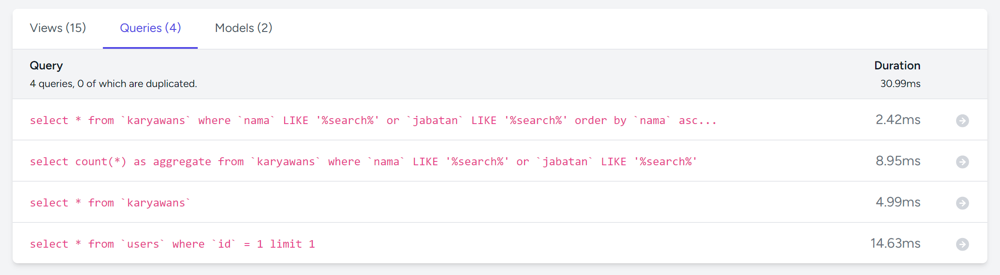 Views (15) Queries (4) Models (2)
Query Duration
4 queries, 0 of which are duplicated. 30.99ms
select * from `karyawans` where `nama` LIKE '%search%' or `jabatan` LIKE '%search%' order by `nama` asc... 2.42ms
select count(*) as aggregate from `karyawans` where `nama` LIKE '%search%' or `jabatan` LIKE '%search%' 8.95ms
select * from `karyawans` 4.99ms
select * from `users` where `id` = 1 limit 1 14.63ms